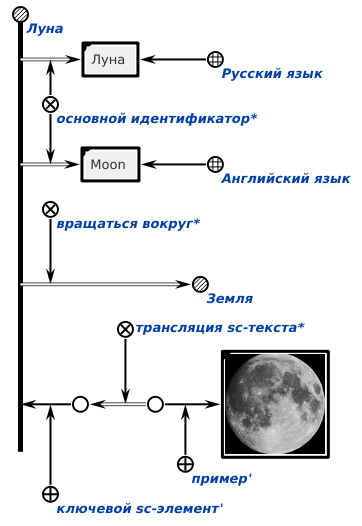 Луна
Луна
Русский язык
основной идентификатор*
Moon
Английский язык
вращаться вокруг*
Земля
трансляция sc-текста*
пример'
ключевой sc-элемент'